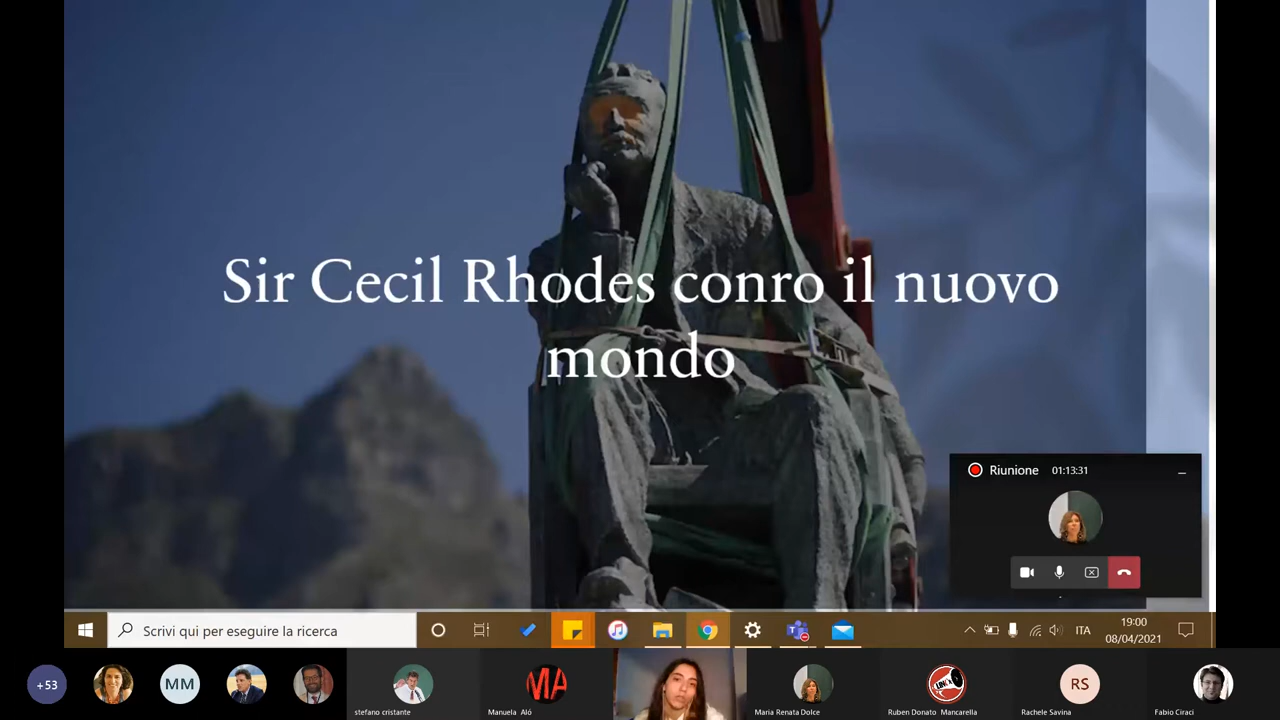 Sir Cecil Rhodes conro il nuovo
mondo
Riunione 01:13:31
Scrivi qui per eseguire la ricerca
ITA
19:00
08/04/2021
+53
MM
MA
RS
stefano cristante
Manuela Aló
Maria Renata Dolce
Ruben Donato Mancarella
Rachele Savina
Fabio Ciraci